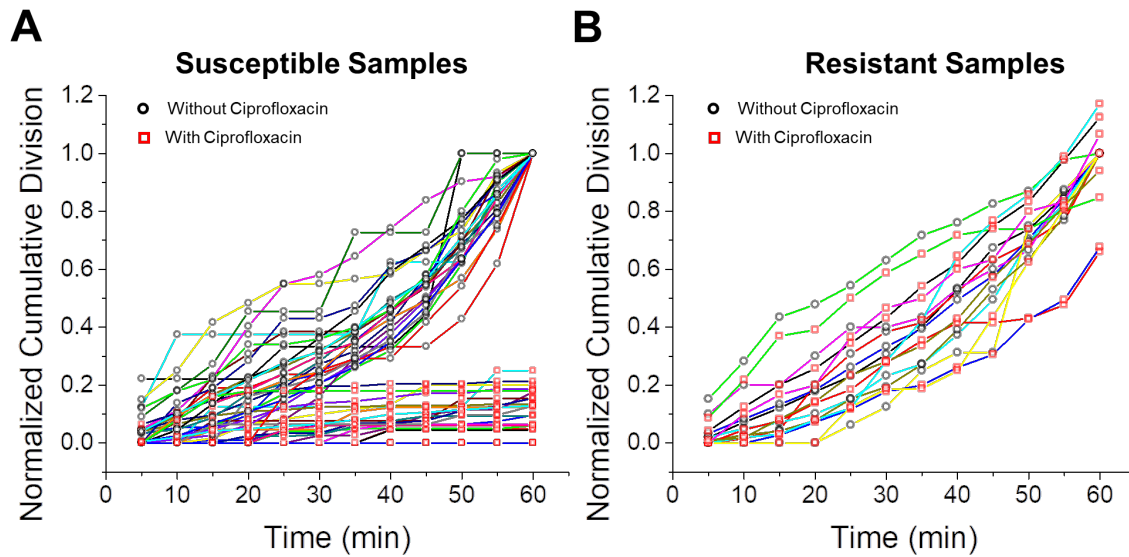 A
B
Susceptible Samples
Resistant Samples
Without Ciprofloxacin
With Ciprofloxacin
Without Ciprofloxacin
With Ciprofloxacin
Normalized Cumulative Division
1.2
1.0
0.8
0.6
0.4
0.2
0.0
0
10
20
30
40
50
60
Time (min)
Normalized Cumulative Division
1.2
1.0
0.8
0.6
0.4
0.2
0.0
0
10
20
30
40
50
60
Time (min)